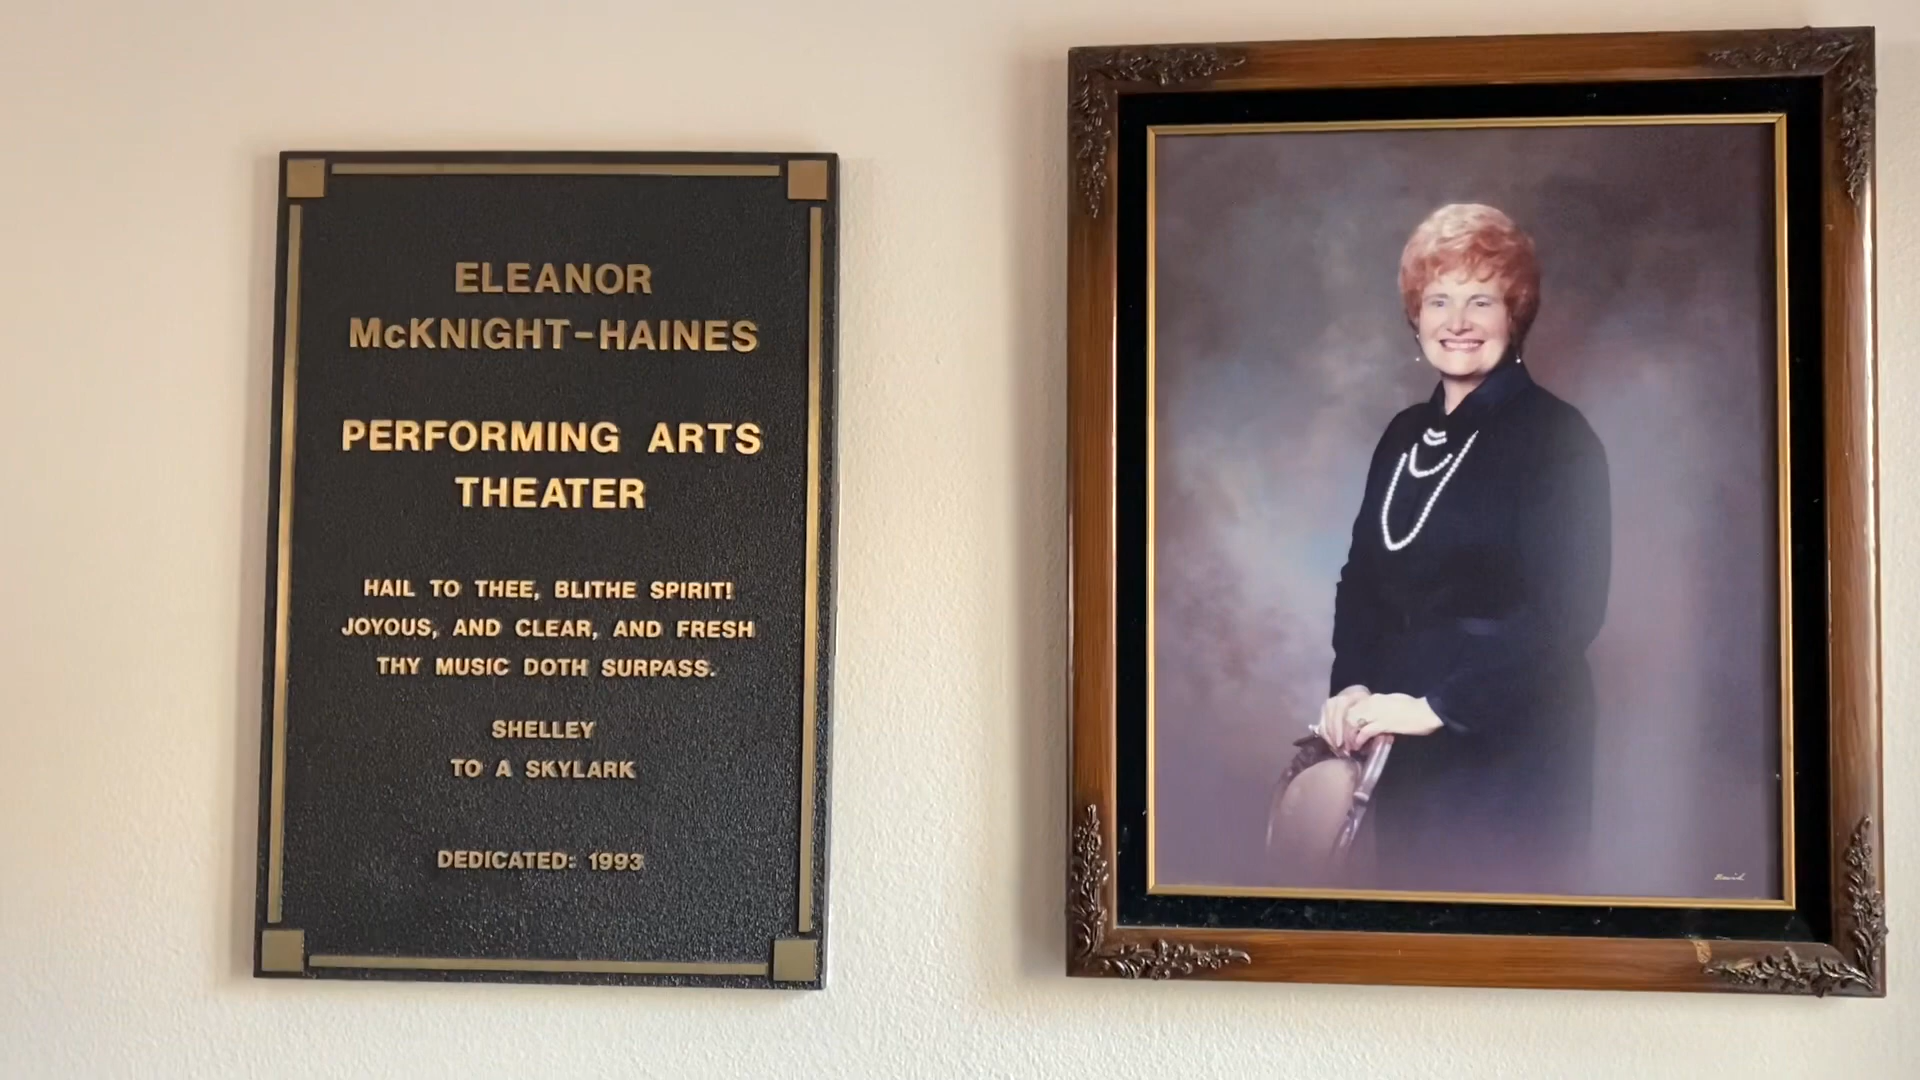 ELEANOR
McKNIGHT-HAINES
PERFORMING ARTS
THEATER
HAIL TO THEE, BLITHE SPIRIT!
JOYOUS, AND CLEAR, AND FRESH
THY MUSIC DOTH SURPASS.
SHELLEY
TO A SKYLARK
DEDICATED: 1993
David